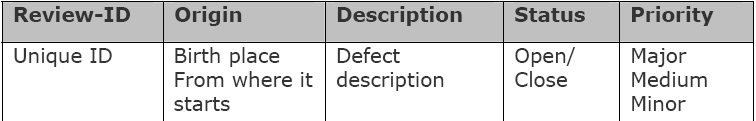 Review-ID Origin Description Status Priority
Unique ID Birth place Defect Open/ Major
From where it description Close Medium
starts Minor